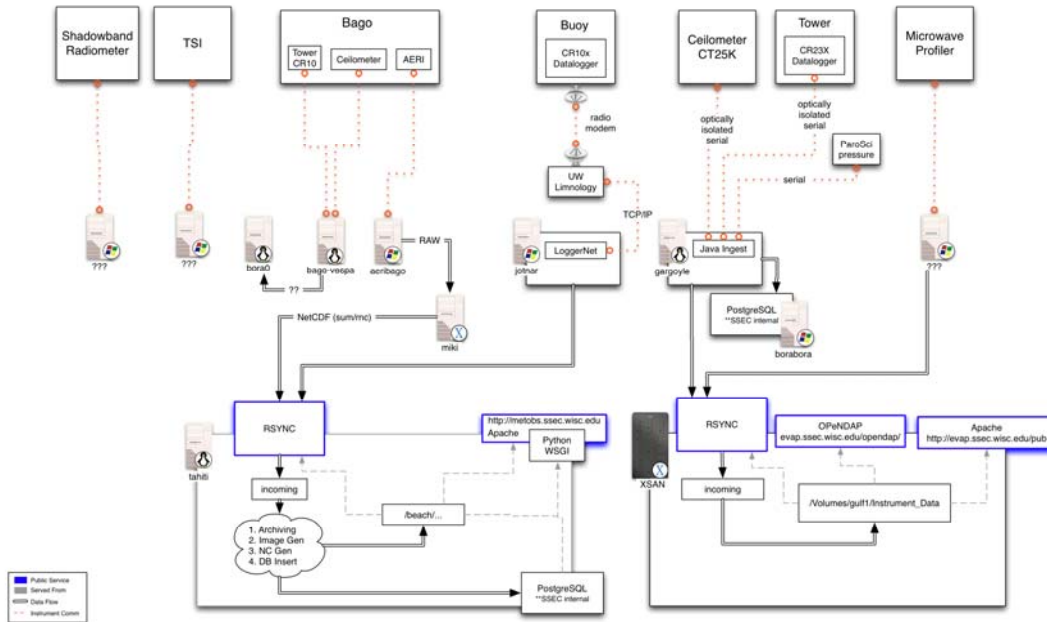 Shadowband
Radiometer
TSI
Bago
Tower
CR10
Ceilometer
AERI
Buoy
CR10x
Datalogger
Ceilometer
CT25K
Tower
CR23X
Datalogger
Microwave
Profiler
radio
modem
optically
isolated
serial
optically
isolated
serial
ParoSci
pressure
UW
Limnology
serial
TCP/IP
???
???
bora0
bago-vespa
aeribago
RAW
jotnar
LoggerNet
gargoyle
Java Ingest
???
??
PostgreSQL
**SSEC internal
NetCDF (sum/rnc)
miki
borabora
RSYNC
http://metobs.ssec.wisc.edu
Apache
Python
WSGI
tahiti
RSYNC
OPeNDAP
evap.ssec.wisc.edu/opendap/
Apache
http://evap.ssec.wisc.edu/pub
XSAN
incoming
incoming
/beach/...
/Volumes/gulf1/Instrument_Data
1. Archiving
2. Image Gen
3. NC Gen
4. DB Insert
PostgreSQL
**SSEC internal
Public Service
Served From
Data Flow
Instrument Comm